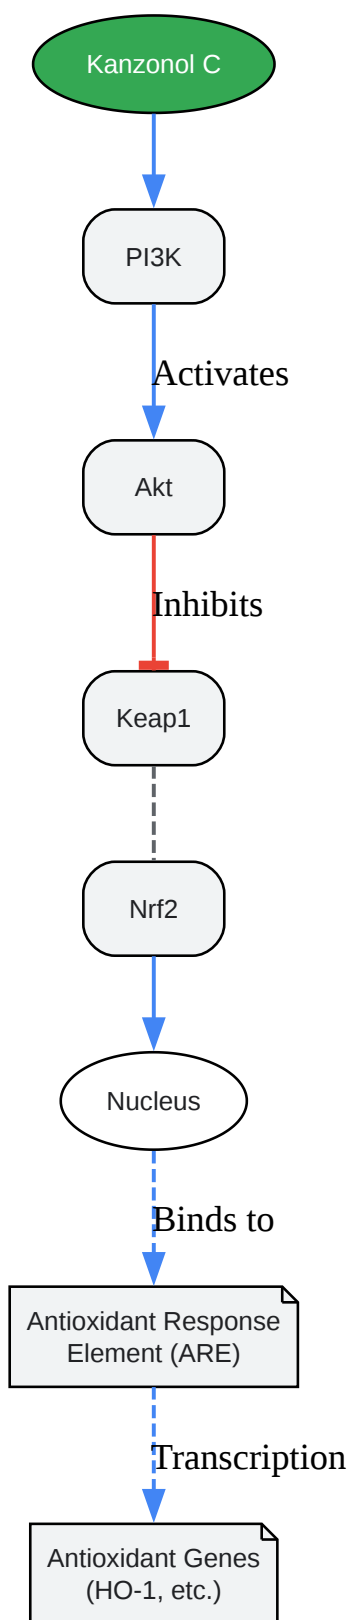 Kanzonol C
PI3K
Activates
Akt
Inhibits
Keap1
Nrf2
Nucleus
Binds to
Antioxidant Response
Element (ARE)
Transcription
Antioxidant Genes
(HO-1, etc.)